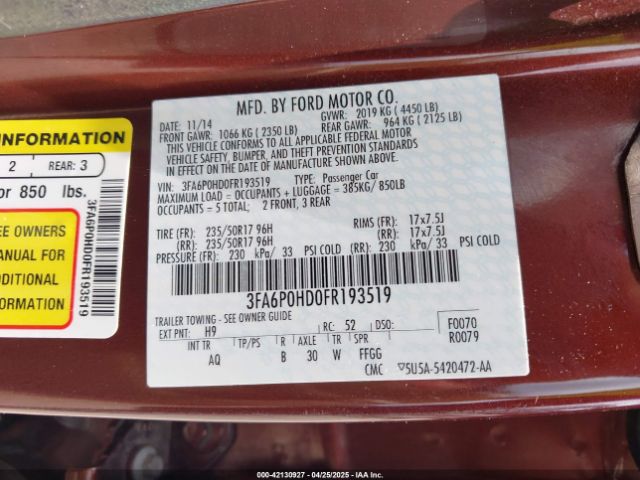 MFD. BY FORD MOTOR CO.
11/14
GVWR: 2019 KG ( 4450 LB)
FRONT GAWR: 1066 KG ( 2350 LB)
REAR GAWR: 964 KG ( 2125 LB)
THIS VEHICLE CONFORMS TO ALL APPLICABLE FEDERAL MOTOR
VEHICLE SAFETY, BUMPER, AND THEFT PREVENTION STANDARDS
IN EFFECT ON THE DATE OF MANUFACTURE SHOWN ABOVE.
VIN: 3FA6P0HD0FR193519 TYPE: Passenger Car
MAXIMUM LOAD = OCCUPANTS + LUGGAGE = 385KG/ 850LB
OCCUPANTS = 5 TOTAL; 2 FRONT, 3 REAR
TIRE (FR): 235/50R17 96H RIMS (FR): 17x7.5J
(RR): 235/50R17 96H (RR): 17x7.5J
PRESSURE (FR): 230 kPa/ 33 PSI COLD (RR): 230 kPa/ 33 PSI COLD
3FA6P0HD0FR193519
TRAILER TOWING - SEE OWNER GUIDE
EXT PNT: H9 RC: 52 DSO: F0070
R0079
INT TR TP/PS R AXLE TR SPR
AQ B 30 W FFGG
CMC 5U5A-5420472-AA
INFORMATION
2 REAR: 3
or 850 lbs.
EE OWNERS
ANUAL FOR
DDITIONAL
FORMATION
3FA6P0HD0FR193519
000-42130927 - 04/25/2025 - COPYRIGHT IAA, LLC.